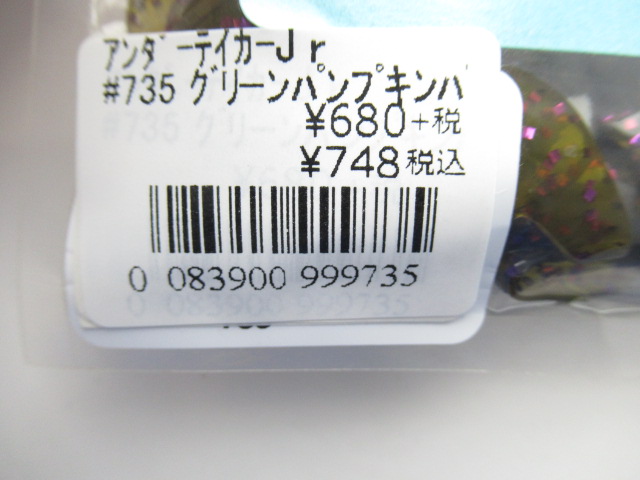 アンダーテイカーJr
#735 グリーンパンプキンバ
¥680+税
¥748税込
0 083900 999735